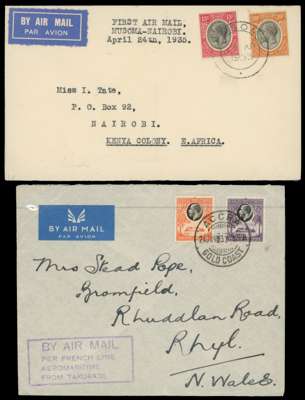 BY AIR MAIL
PAR AVION
FIRST AIR MAIL,
MUSOMA-NAIROBI.
April 24th, 1935.
Miss I. Tate,
P. O. Box 92,
NAIROBI.
KENYA COLONY. E.AFRICA.
BY AIR MAIL
PAR AVION
ACCRA
GOLD COAST
Mrs Stead Pope,
Bromfield,
Rhuddlan Road,
Rhyl.
N. Wales.
BY AIR MAIL
PER FRENCH LINE
AEROMARITIME
FROM TAKORADI.